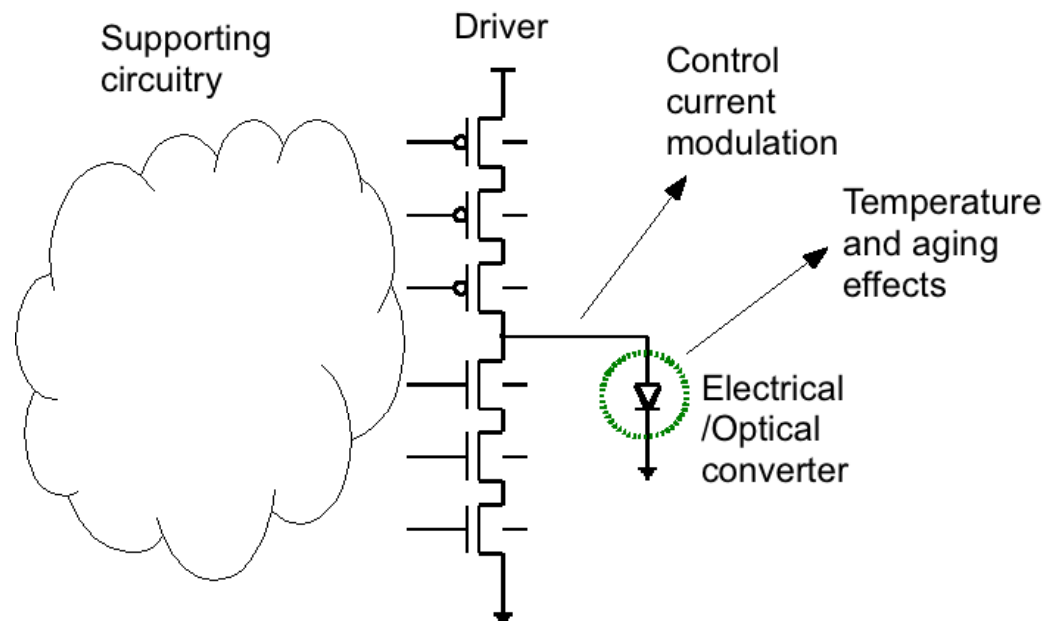 Supporting
circuitry
Driver
Control
current
modulation
Temperature
and aging
effects
Electrical
/Optical
converter